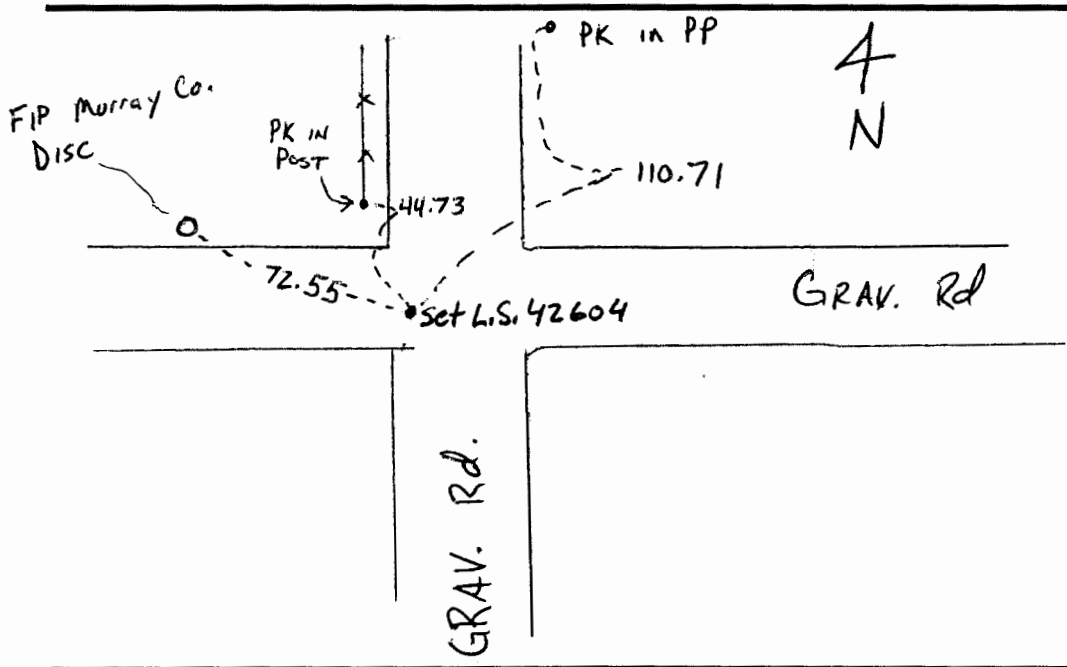 PK in PP
N
FIP Murray Co.
Disc
PK IN
POST
110.71
44.73
72.55
Set L.S. 42604
GRAV. Rd
GRAV. Rd.